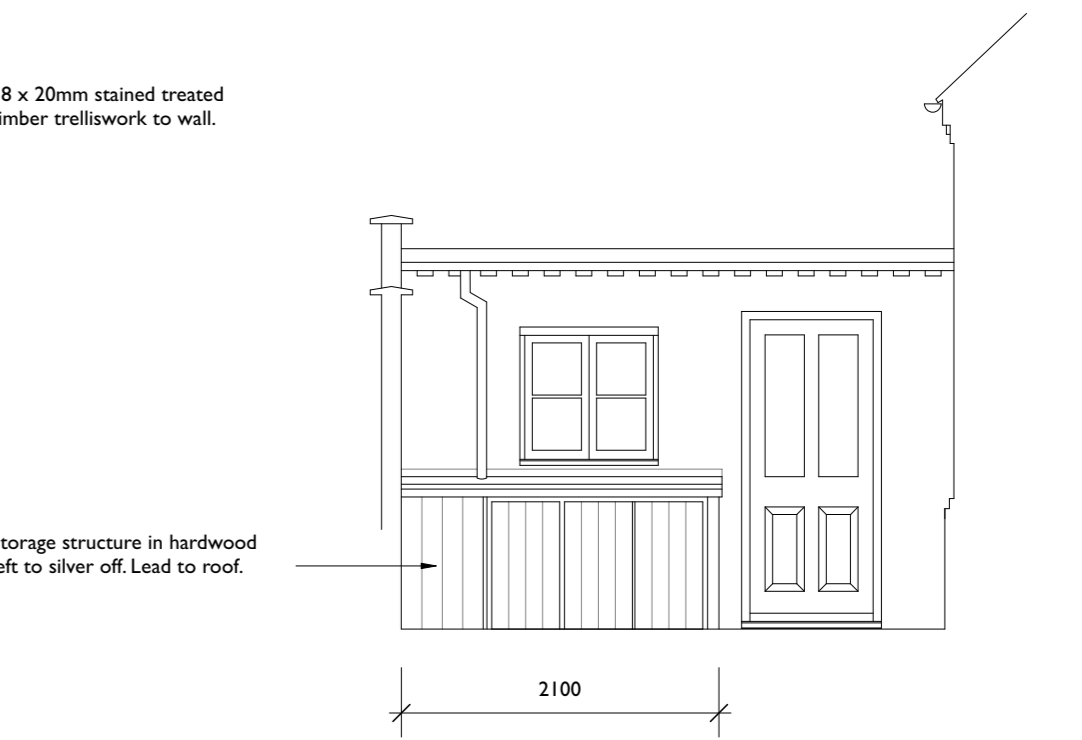 8 x 20mm stained treated
imber trelliswork to wall.
torage structure in hardwood
eft to silver off. Lead to roof.
2100